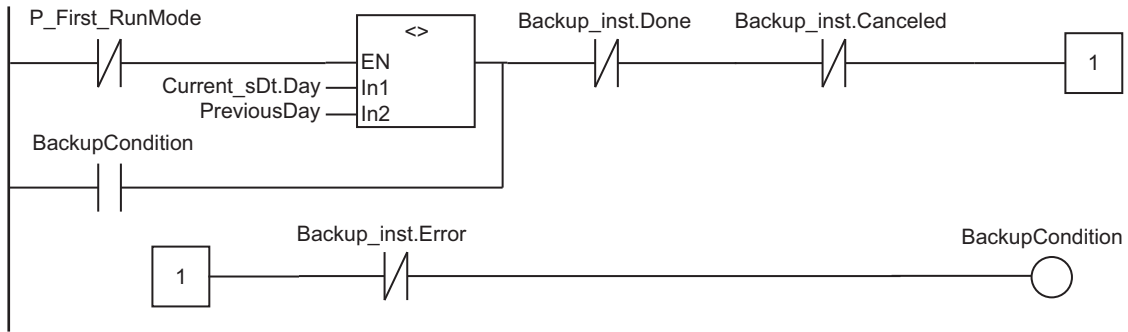 P_First_RunMode
<>
Backup_inst.Done
Backup_inst.Canceled
EN
1
Current_sDt.Day
In1
PreviousDay
In2
BackupCondition
Backup_inst.Error
BackupCondition
1